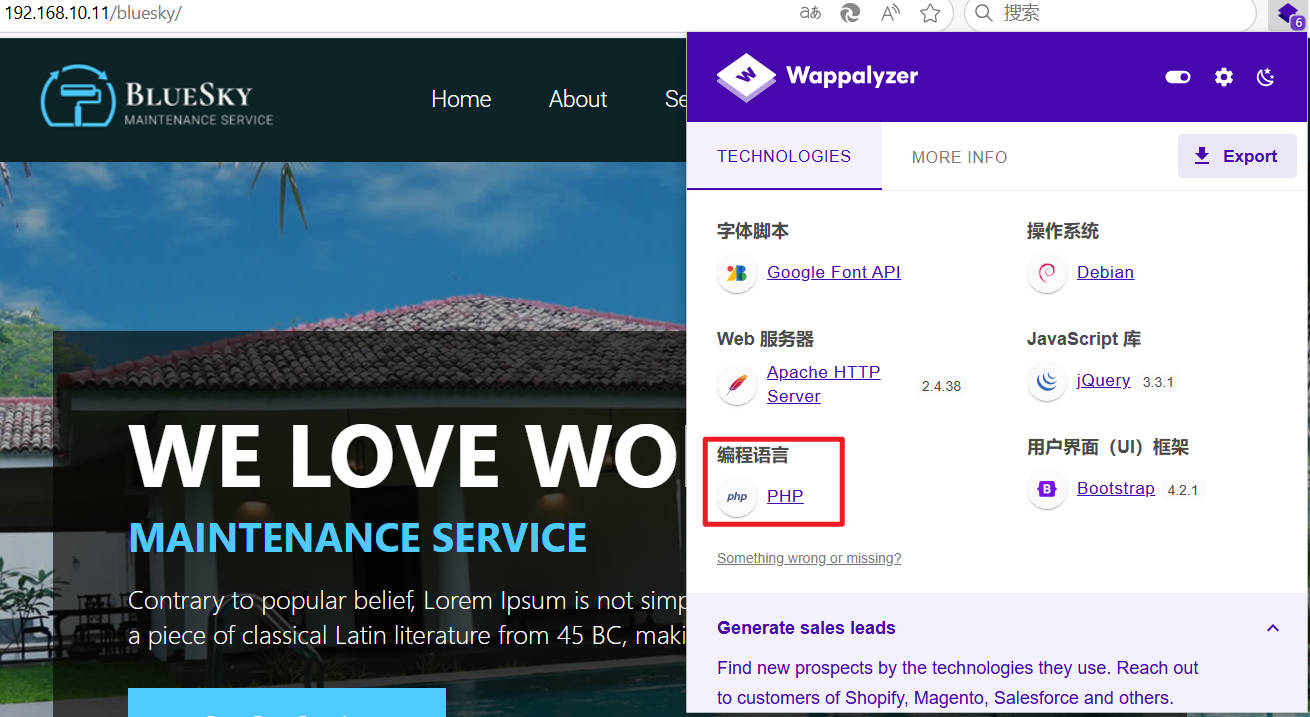 192.168.10.11/bluesky/
搜索
6
BLUESKY
MAINTENANCE SERVICE
Home
About
Se
WE LOVE WO
MAINTENANCE SERVICE
Contrary to popular belief, Lorem Ipsum is not simp
a piece of classical Latin literature from 45 BC, maki
Wappalyzer
TECHNOLOGIES
MORE INFO
Export
字体脚本
Google Font API
操作系统
Debian
Web 服务器
Apache HTTP
Server
2.4.38
JavaScript 库
jQuery
3.3.1
编程语言
php
PHP
用户界面（UI）框架
B
Bootstrap
4.2.1
Something wrong or missing?
Generate sales leads
Find new prospects by the technologies they use. Reach out
to customers of Shopify, Magento, Salesforce and others.